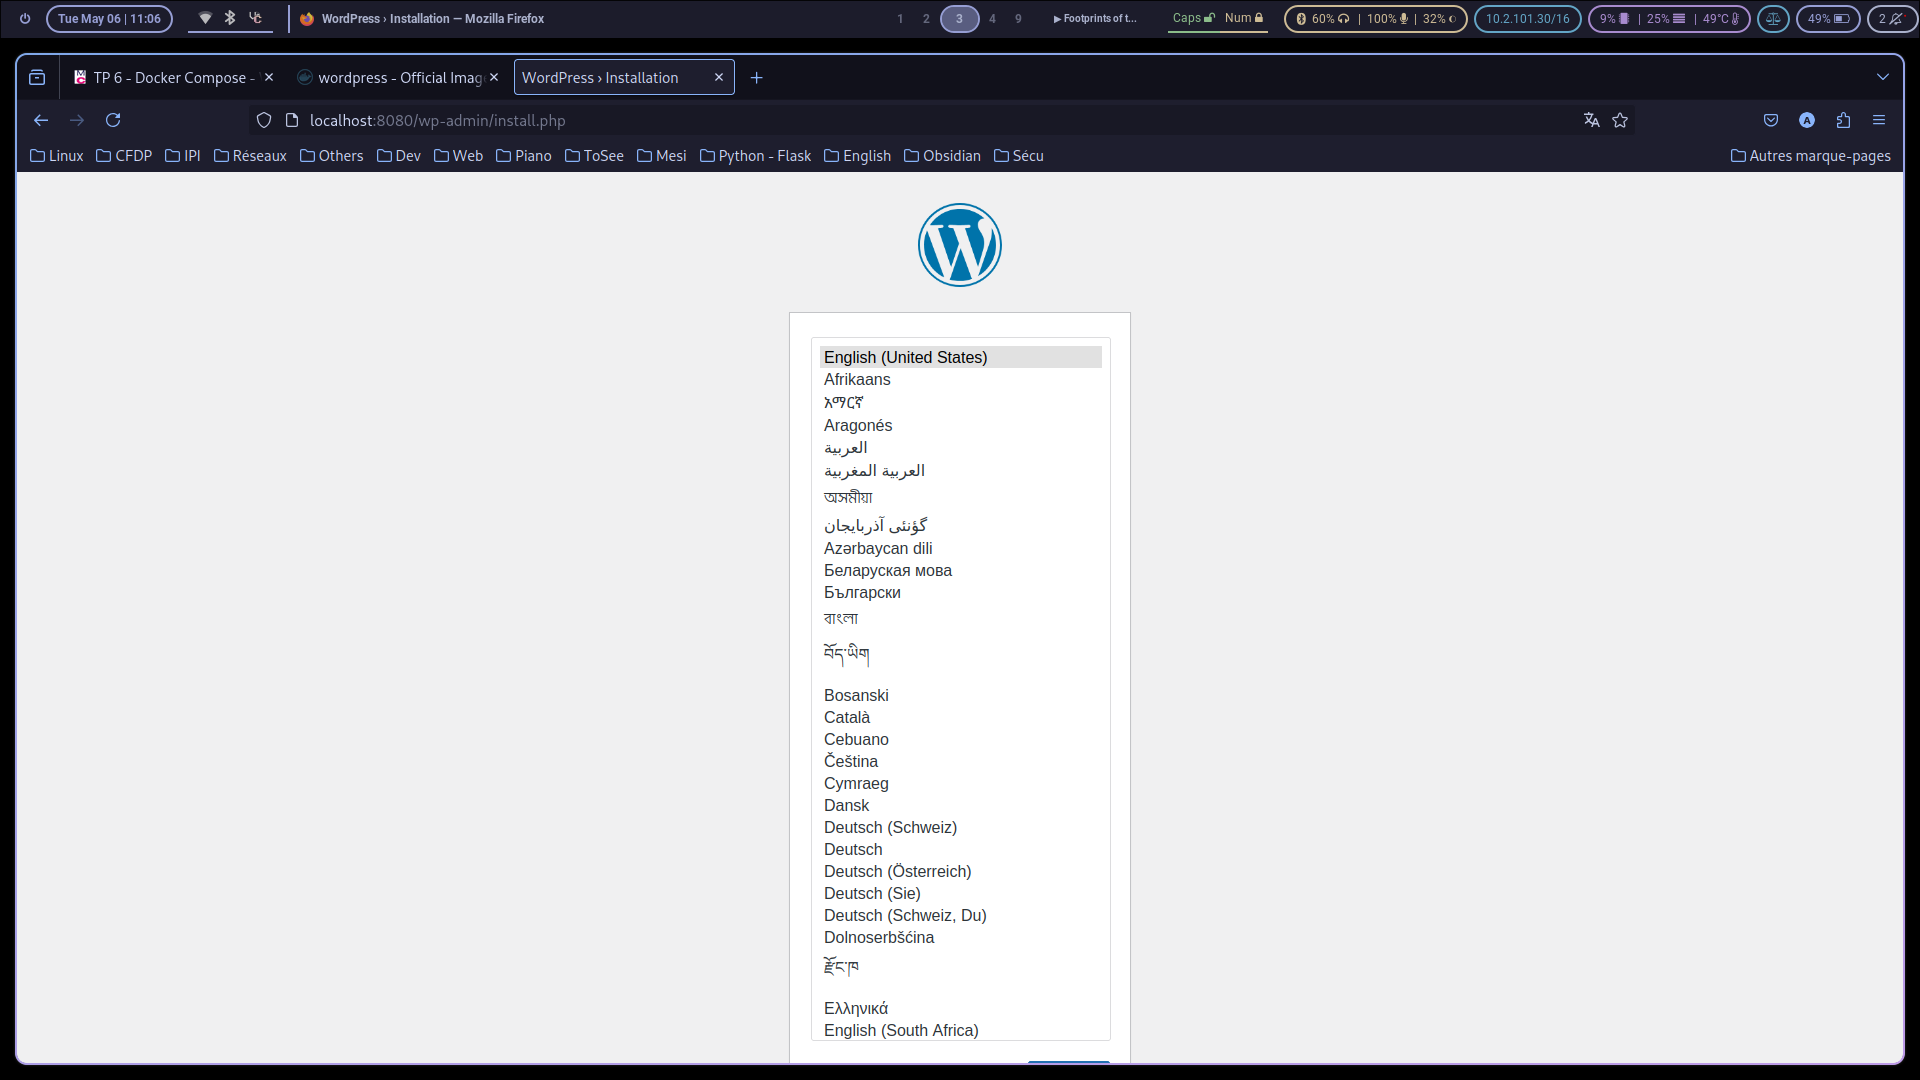 Tue May 06 | 11:06
WordPress › Installation — Mozilla Firefox
1 2 3 4 9
▶ Footprints of t...
Caps Num
60% | 100% | 32%
10.2.101.30/16
9% | 25% | 49°C
49%
2
TP 6 - Docker Compose -
wordpress - Official Imag
WordPress › Installation
localhost:8080/wp-admin/install.php
A
Linux CFDP IPI Réseaux Others Dev Web Piano ToSee Mesi Python - Flask English Obsidian Sécu Autres marque-pages
English (United States)
Afrikaans
አማርኛ
Aragonés
العربية
العربية المغربية
অসমীয়া
گؤنئی آذربایجان
Azərbaycan dili
Беларуская мова
Български
বাংলা
བོད་ཡིག
Bosanski
Català
Cebuano
Čeština
Cymraeg
Dansk
Deutsch (Schweiz)
Deutsch
Deutsch (Österreich)
Deutsch (Sie)
Deutsch (Schweiz, Du)
Dolnoserbšćina
རྫོང་ཁ
Ελληνικά
English (South Africa)